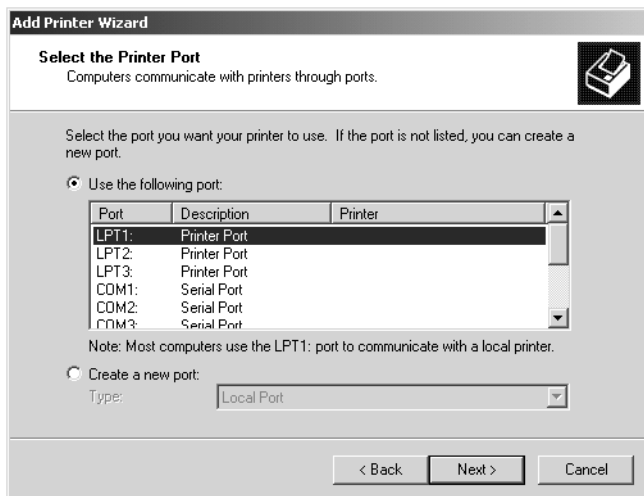 Add Printer Wizard
Select the Printer Port
Computers communicate with printers through ports.
Select the port you want your printer to use. If the port is not listed, you can create a
new port.
Use the following port:
Port Description Printer
LPT1: Printer Port
LPT2: Printer Port
LPT3: Printer Port
COM1: Serial Port
COM2: Serial Port
COM3: Serial Port
Note: Most computers use the LPT1: port to communicate with a local printer.
Create a new port:
Type: Local Port
< Back Next > Cancel